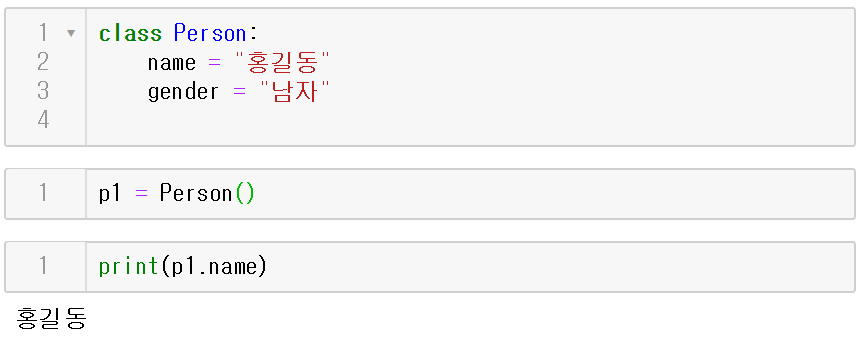 1 ▾ class Person:
2     name = "홍길동"
3     gender = "남자"
4
1 p1 = Person()
1 print(p1.name)
홍길동